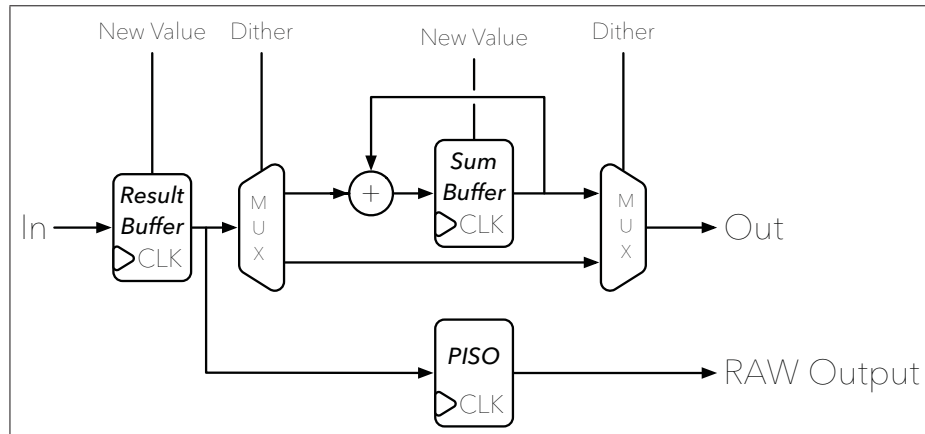 New Value
Dither
New Value
Dither
Result
Buffer
CLK
In
M
U
X
+
Sum
Buffer
CLK
M
U
X
Out
PISO
CLK
RAW Output